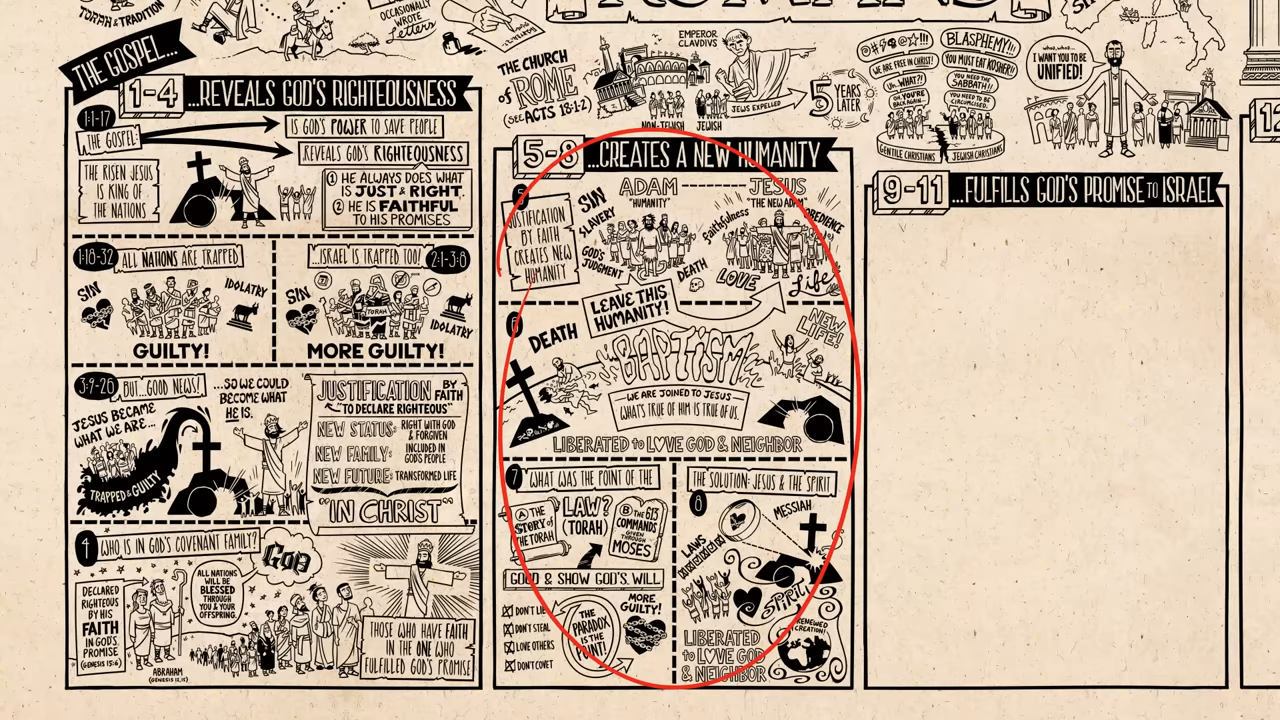 TORAH & TRADITION
OCCASIONALLY
WROTE
Letters
ROMANS
THE CHURCH
of ROME
(SEE ACTS 18:1-2)
EMPEROR
CLAVDIVS
JEWS EXPELLED
NON-JEWISH
JEWISH
5 YEARS
LATER
@!#$%@...!!!
WE ARE FREE IN CHRIST!
UH..WHAT?!
YOU'RE
BACK AGAIN..
BLASPHEMY!!
YOU MUST EAT KOSHER!!
YOU NEED THE
SABBATH!!
YOU NEED TO BE
CIRCUMCISED.
GENTILE CHRISTIANS
JEWISH CHRISTIANS
WHAT..WHAT...
I WANT YOU TO BE
UNIFIED!
THE GOSPEL....
1-4 ...REVEALS GOD'S RIGHTEOUSNESS
1:1-17
THE GOSPEL:
IS GOD'S POWER TO SAVE PEOPLE
REVEALS GOD'S RIGHTEOUSNESS
THE RISEN JESUS
IS KING OF
THE NATIONS
1 HE ALWAYS DOES WHAT
IS JUST & RIGHT.
2 HE IS FAITHFUL
TO HIS PROMISES
1:18-32 ALL NATIONS ARE TRAPPED
SIN
IDOLATRY
GUILTY!
...ISRAEL IS TRAPPED TOO! 2:1-3:8
SIN
TORAH
IDOLATRY
MORE GUILTY!
3:9-26 BUT...GOOD NEWS!
JESUS BECAME
WHAT WE ARE...
TRAPPED & GUILTY
...SO WE COULD
BECOME WHAT
HE IS.
JUSTIFICATION BY FAITH
"TO DECLARE RIGHTEOUS"
NEW STATUS: RIGHT WITH GOD
& FORGIVEN
NEW FAMILY: INCLUDED IN
GOD'S PEOPLE
NEW FUTURE: TRANSFORMED LIFE
"IN CHRIST"
4 WHO IS IN GOD'S COVENANT FAMILY?
GOD
DECLARED
RIGHTEOUS
BY HIS
FAITH
IN GOD'S
PROMISE
(GENESIS 15:6)
ALL NATIONS
WILL BE
BLESSED
THROUGH
YOU & YOUR
OFFSPRING.
ABRAHAM
(GENESIS 12,15)
THOSE WHO HAVE FAITH
IN THE ONE WHO
FULFILLED GOD'S PROMISE
5-8 ...CREATES A NEW HUMANITY
5
JUSTIFICATION
BY FAITH
CREATES NEW
HUMANITY
SIN
SLAVERY
GOD'S
JUDGMENT
ADAM
"HUMANITY"
DEATH
JESUS
"THE NEW ADAM"
faithfulness
OBEDIENCE
LOVE
Life
6
LEAVE THIS
HUMANITY!
DEATH
BAPTISM
NEW
LIFE!
WE ARE JOINED TO JESUS
WHAT'S TRUE OF HIM IS TRUE OF US.
LIBERATED to LOVE GOD & NEIGHBOR
7 WHAT WAS THE POINT OF THE
LAW?
(TORAH)
A THE
STORY of
THE TORAH
B THE 613
COMMANDS
GIVEN
THROUGH
MOSES
GOOD & SHOW GOD'S WILL
DON'T LIE
DON'T STEAL
LOVE OTHERS
DON'T COVET
THE
PARADOX
IS THE
POINT!
MORE
GUILTY!
THE SOLUTION: JESUS & THE SPIRIT
8
LAWS
MESSIAH
SPIRIT
LIBERATED
to LOVE GOD
& NEIGHBOR
RENEWED
CREATION!
9-11 ...FULFILLS GOD'S PROMISE TO ISRAEL
12